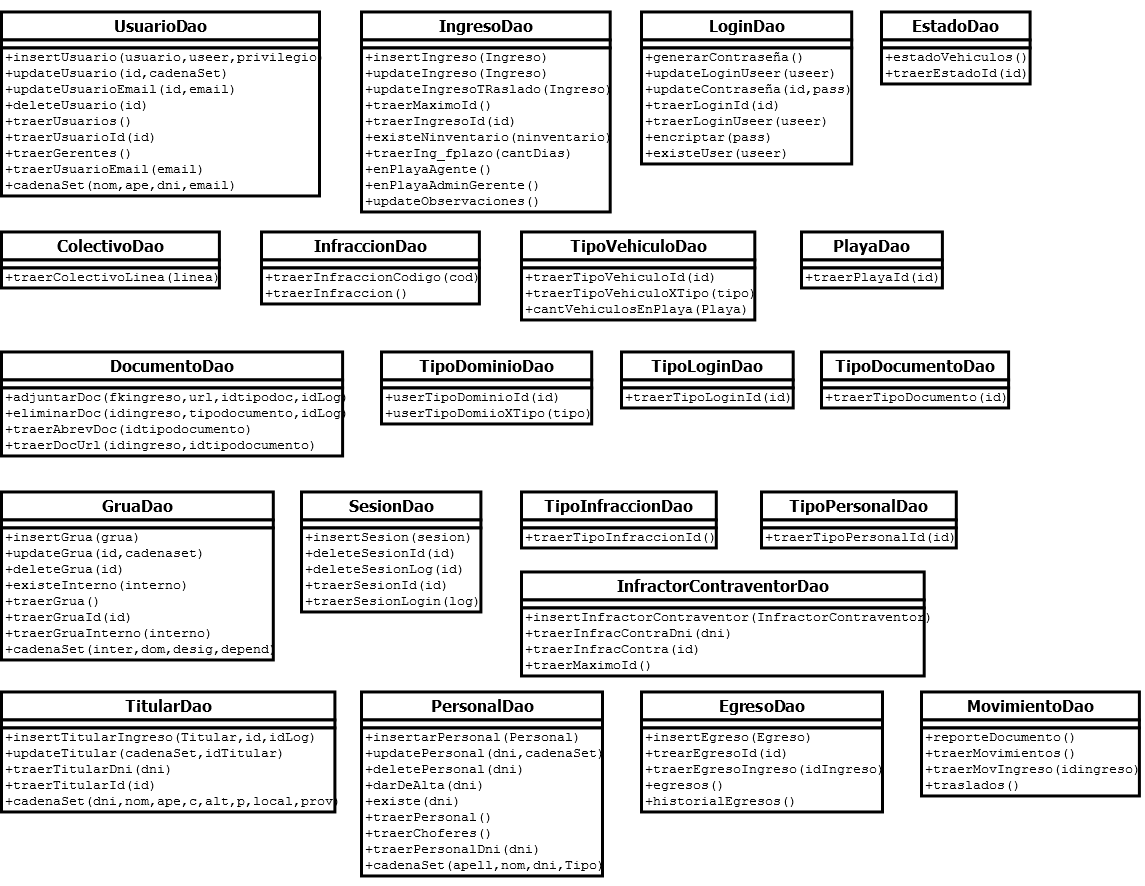 UsuarioDao
+insertUsuario(usuario,useer,privilegio
+updateUsuario(id,cadenaSet)
+updateUsuarioEmail(id,email)
+deleteUsuario(id)
+traerUsuarios()
+traerUsuarioId(id)
+traerGerentes()
+traerUsuarioEmail(email)
+cadenaSet(nom,ape,dni,email)
IngresoDao
+insertIngreso(Ingreso)
+updateIngreso(Ingreso)
+updateIngresoTRaslado(Ingreso)
+traerMaximoId()
+traerIngresoId(id)
+existeNinventario(ninventario)
+traerIng_fplazo(cantDias)
+enPlayaAgente()
+enPlayaAdminGerente()
+updateObservaciones()
LoginDao
+generarContraseña()
+updateLoginUseer(useer)
+updateContraseña(id,pass)
+traerLoginId(id)
+traerLoginUseer(useer)
+encriptar(pass)
+existeUser(useer)
EstadoDao
+estadoVehiculos()
+traerEstadoId(id)
ColectivoDao
+traerColectivoLinea(linea)
InfraccionDao
+traerInfraccionCodigo(cod)
+traerInfraccion()
TipoVehiculoDao
+traerTipoVehiculoId(id)
+traerTipoVehiculoXTipo(tipo)
+cantVehiculosEnPlaya(Playa)
PlayaDao
+traerPlayaId(id)
DocumentoDao
+adjuntarDoc(fkingreso,url,idtipodoc,idLog)
+eliminarDoc(idingreso,tipodocumento,idLog)
+traerAbrevDoc(idtipodocumento)
+traerDocUrl(idingreso,idtipodocumento)
TipoDominioDao
+userTipoDominioId(id)
+userTipoDomiioXTipo(tipo)
TipoLoginDao
+traerTipoLoginId(id)
TipoDocumentoDao
+traerTipoDocumento(id)
GruaDao
+insertGrua(grua)
+updateGrua(id,cadenaset)
+deleteGrua(id)
+existeInterno(interno)
+traerGrua()
+traerGruaId(id)
+traerGruaInterno(interno)
+cadenaSet(inter,dom,desig,depend)
SesionDao
+insertSesion(sesion)
+deleteSesionId(id)
+deleteSesionLog(id)
+traerSesionId(id)
+traerSesionLogin(log)
TipoInfraccionDao
+traerTipoInfraccionId()
TipoPersonalDao
+traerTipoPersonalId(id)
InfractorContraventorDao
+insertInfractorContraventor(InfractorContraventor)
+traerInfracContraDni(dni)
+traerInfracContra(id)
+traerMaximoId()
TitularDao
+insertTitularIngreso(Titular,id,idLog)
+updateTitular(cadenaSet,idTitular)
+traerTitularDni(dni)
+traerTitularId(id)
+cadenaSet(dni,nom,ape,c,alt,p,local,prov)
PersonalDao
+insertarPersonal(Personal)
+updatePersonal(dni,cadenaSet)
+deletePersonal(dni)
+darDeAlta(dni)
+existe(dni)
+traerPersonal()
+traerChoferes()
+traerPersonalDni(dni)
+cadenaSet(apell,nom,dni,Tipo)
EgresoDao
+insertEgreso(Egreso)
+trearEgresoId(id)
+traerEgresoIngreso(idIngreso)
+egresos()
+historialEgresos()
MovimientoDao
+reporteDocumento()
+traerMovimientos()
+traerMovIngreso(idingreso)
+traslados()